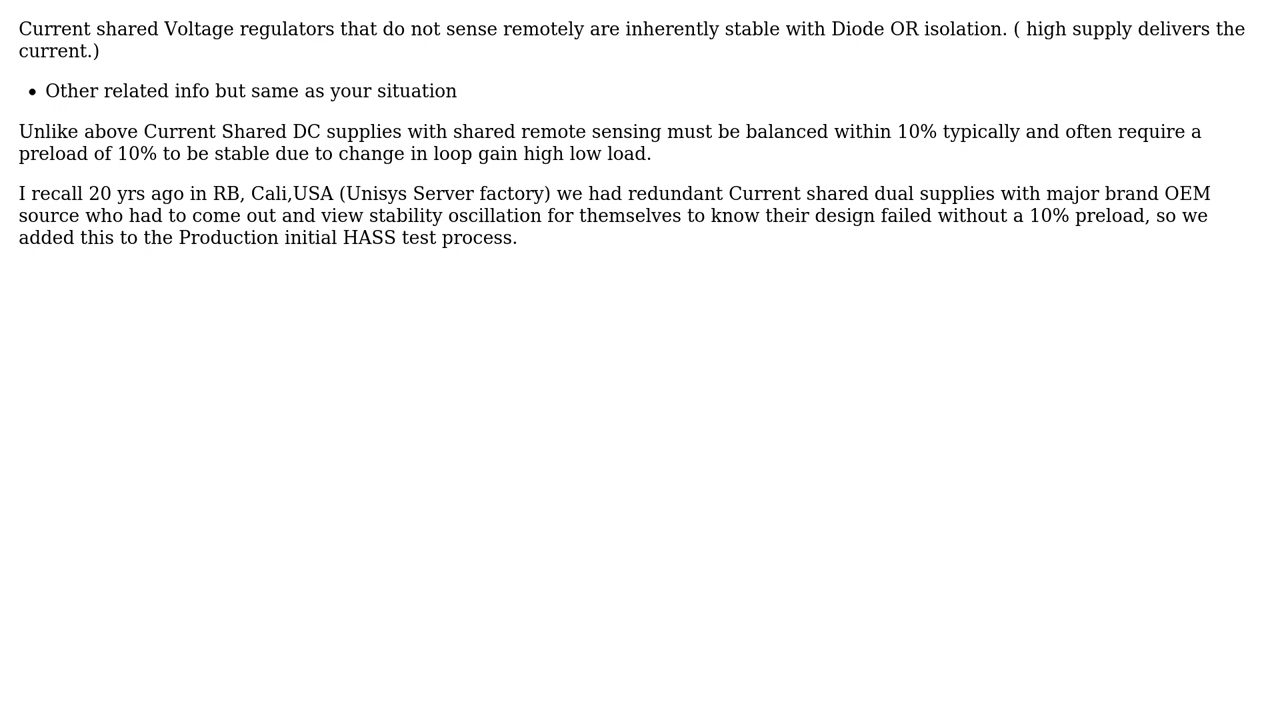 Current shared Voltage regulators that do not sense remotely are inherently stable with Diode OR isolation. ( high supply delivers the
current.)
• Other related info but same as your situation
Unlike above Current Shared DC supplies with shared remote sensing must be balanced within 10% typically and often require a
preload of 10% to be stable due to change in loop gain high low load.
I recall 20 yrs ago in RB, Cali,USA (Unisys Server factory) we had redundant Current shared dual supplies with major brand OEM
source who had to come out and view stability oscillation for themselves to know their design failed without a 10% preload, so we
added this to the Production initial HASS test process.